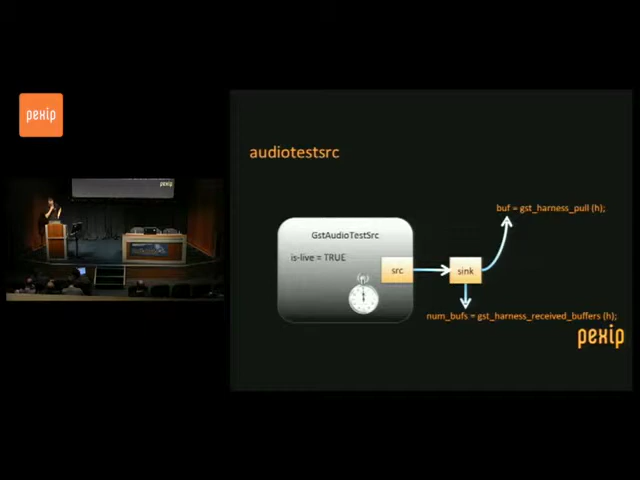 pexip
audiotestsrc
buf = gst_harness_pull (h);
GstAudioTestSrc
is-live = TRUE
src
sink
num_bufs = gst_harness_received_buffers (h);
pexip
pexip